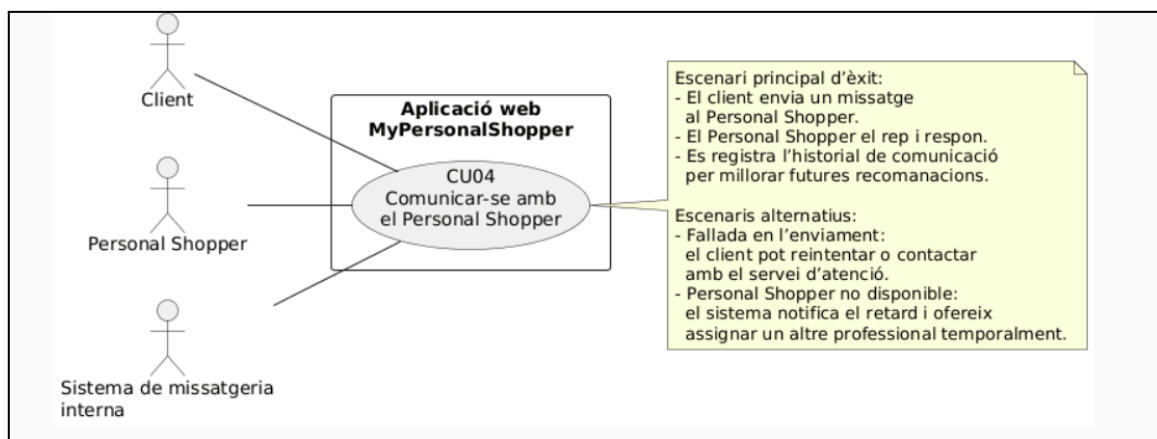 Client
Personal Shopper
Sistema de missatgeria
interna
Aplicació web
MyPersonalShopper
CU04
Comunicar-se amb
el Personal Shopper
Escenari principal d’èxit:
- El client envia un missatge
al Personal Shopper.
- El Personal Shopper el rep i respon.
- Es registra l’historial de comunicació
per millorar futures recomanacions.
Escenaris alternatius:
- Fallada en l’enviament:
el client pot reintentar o contactar
amb el servei d’atenció.
- Personal Shopper no disponible:
el sistema notifica el retard i ofereix
assignar un altre professional temporalment.